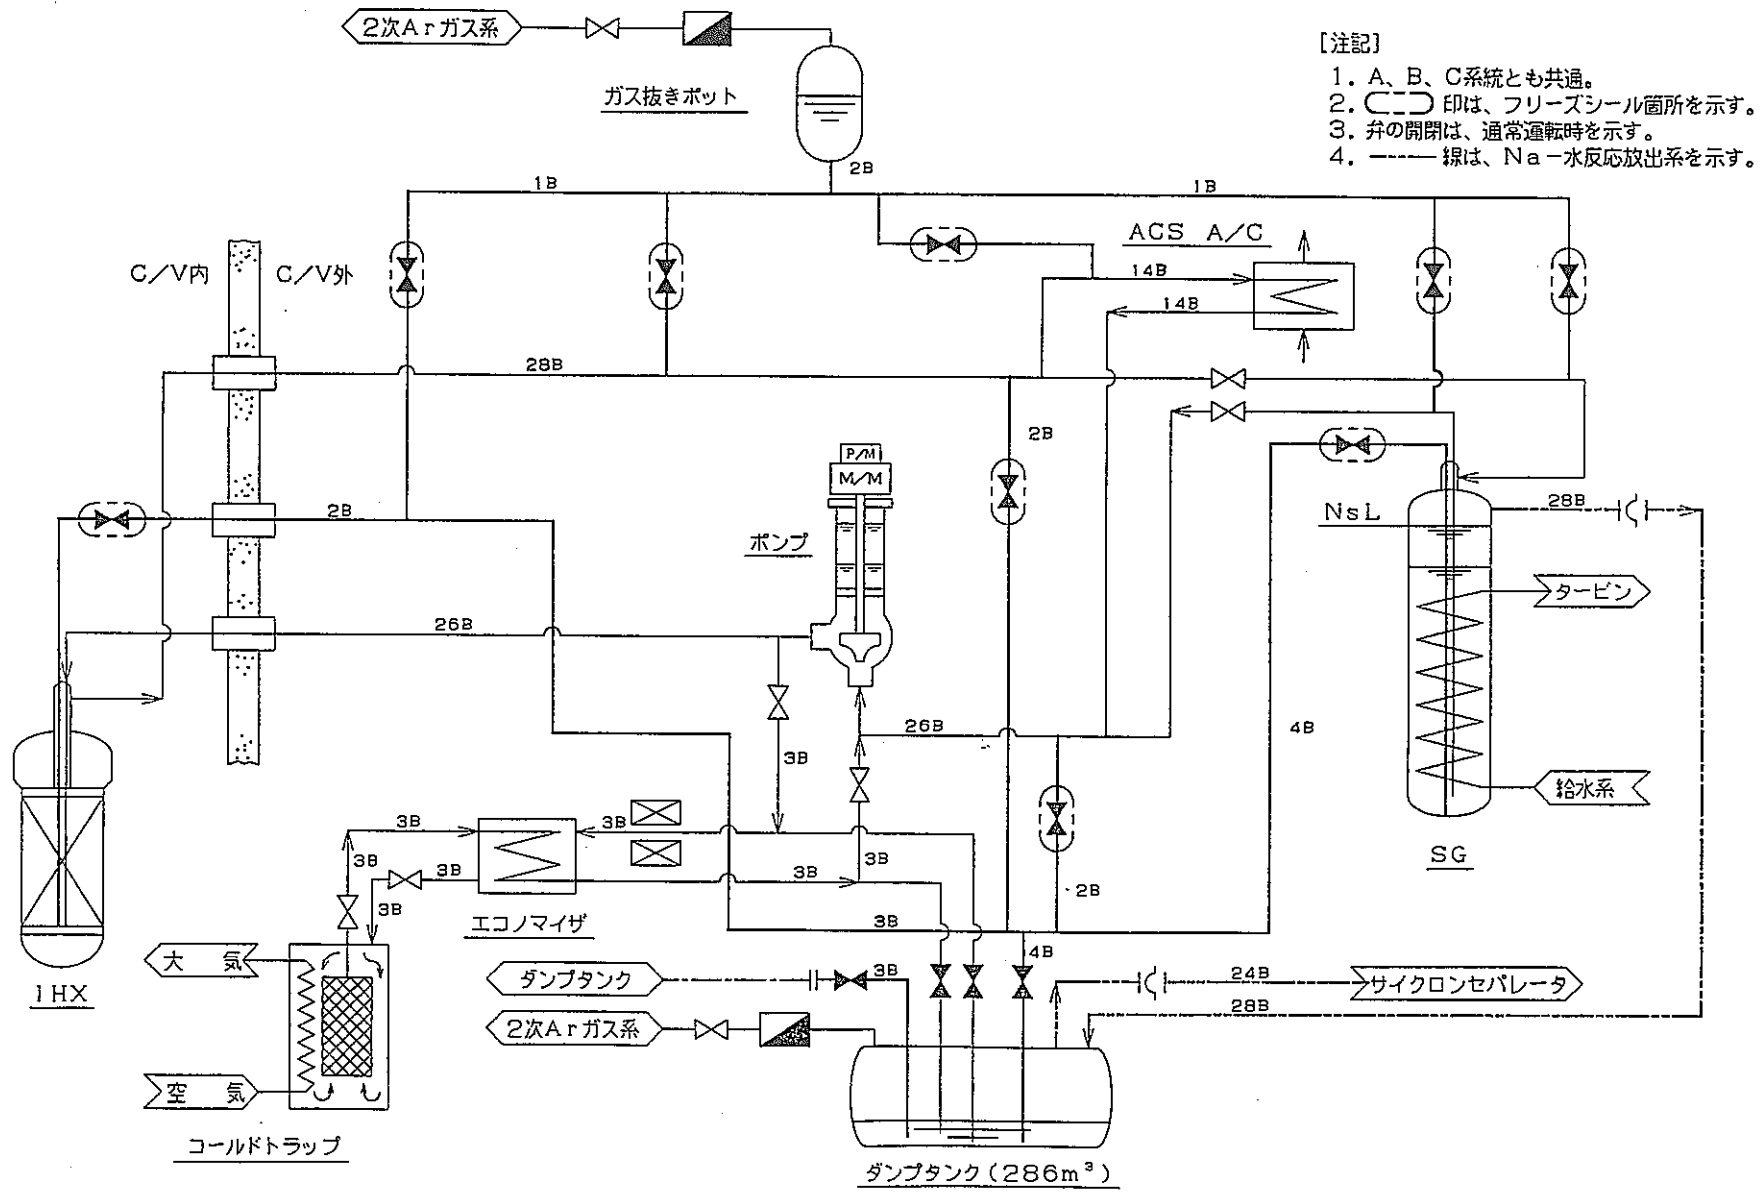 2次Arガス系
ガス抜きポット
[注記]
1. A、B、C系統とも共通。
2. 印は、フリーズシール箇所を示す。
3. 弁の開閉は、通常運転時を示す。
4. 線は、Na－水反応放出系を示す。
2B
1B
1B
C/V内
C/V外
ACS A/C
14B
14B
28B
2B
P/M
M/M
ポンプ
2B
NsL
28B
タービン
26B
26B
4B
給水系
3B
3B
3B
3B
3B
3B
3B
3B
2B
SG
エコノマイザ
3B
4B
大 気
ダンプタンク
3B
24B
サイクロンセパレータ
IHX
2次Arガス系
28B
空 気
コールドトラップ
ダンプタンク(286m³)